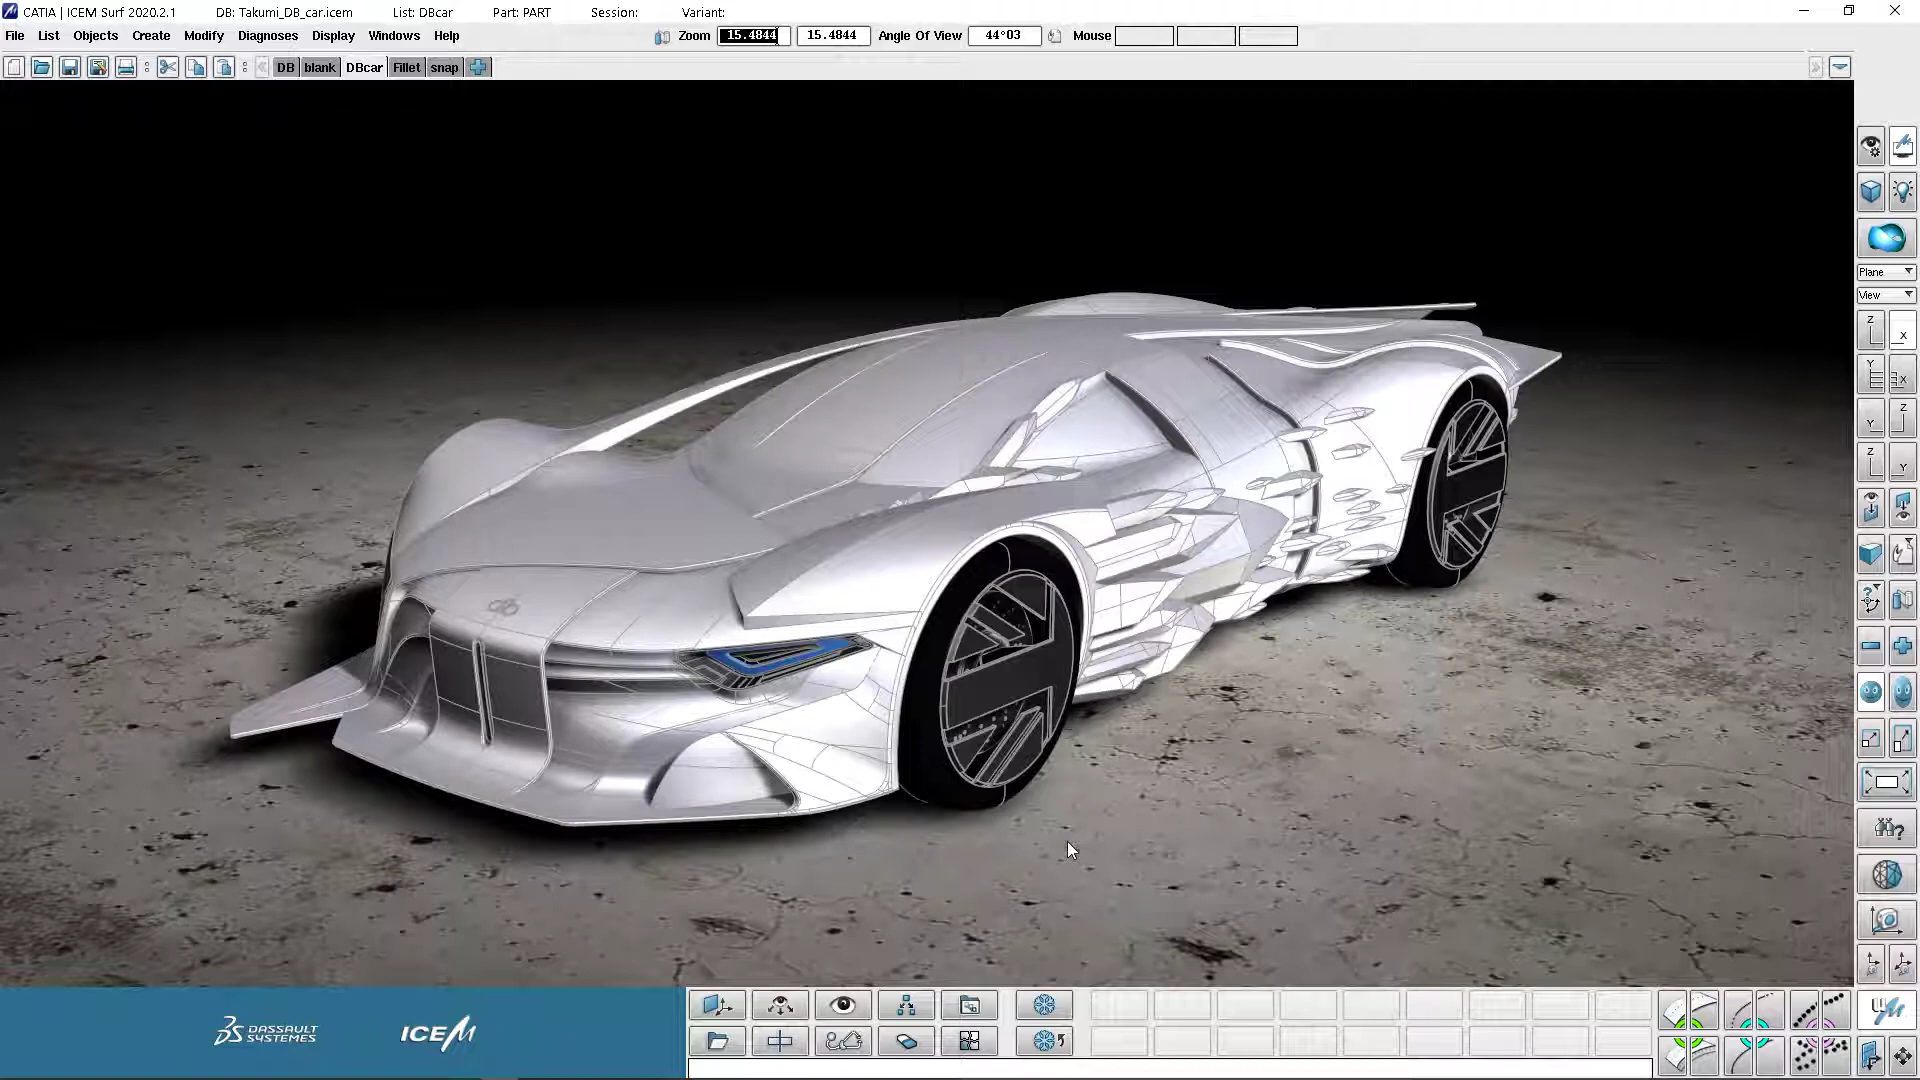 CATIA | ICEM Surf 2020.2.1 DB: Takumi_DB_car.icem List: DBcar Part: PART Session: Variant:
File List Objects Create Modify Diagnoses Display Windows Help Zoom 15.4844 15.4844 Angle Of View 44°03 Mouse
DB blank DBcar Fillet snap
Plane
View
Z
X
Y
X
Y
Z
Z
Y
DASSAULT SYSTEMES
ICEM